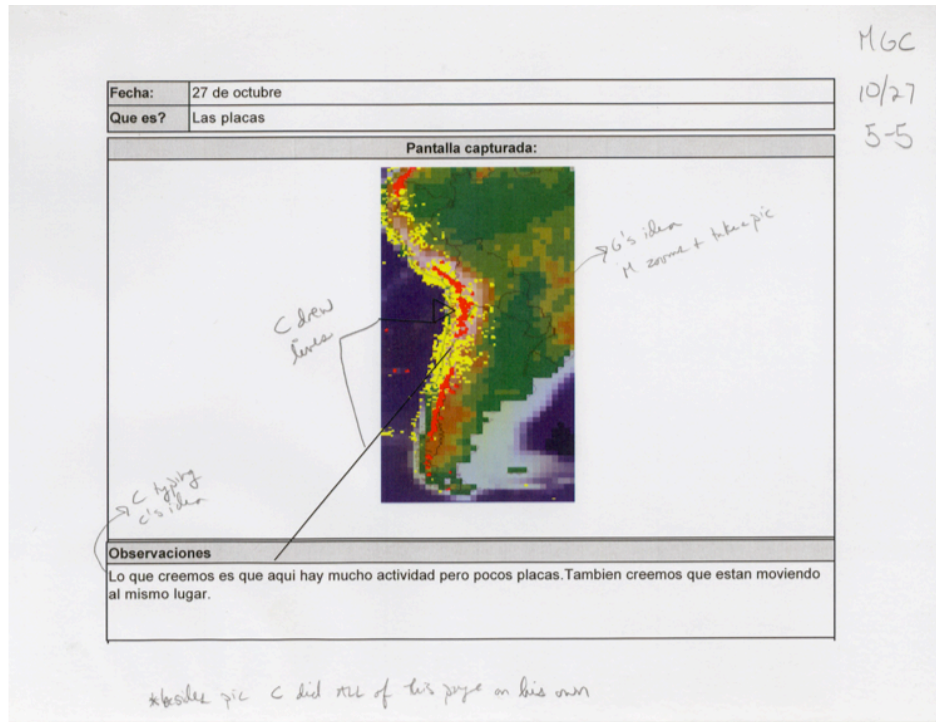 MGC
10/27
5-5
Fecha: 27 de octubre
Que es? Las placas
Pantalla capturada:
G's idea
M zooms + takes pic
C drew
lines
C typing
C's idea
Observaciones
Lo que creemos es que aqui hay mucho actividad pero pocos placas.Tambien creemos que estan moviendo
al mismo lugar.
*besides pic C did ALL of this page on his own